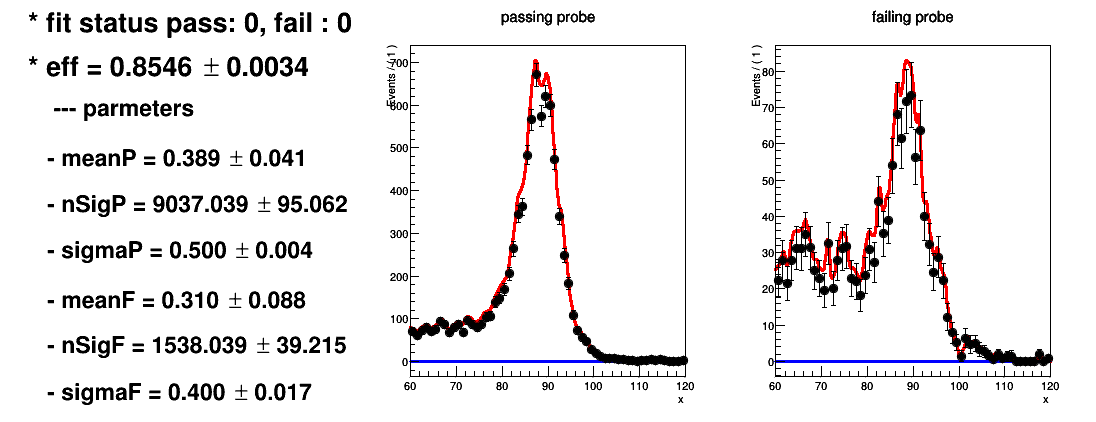 * fit status pass: 0, fail : 0
* eff = 0.8546 ± 0.0034
--- parmeters
- meanP = 0.389 ± 0.041
- nSigP = 9037.039 ± 95.062
- sigmaP = 0.500 ± 0.004
- meanF = 0.310 ± 0.088
- nSigF = 1538.039 ± 39.215
- sigmaF = 0.400 ± 0.017
passing probe
Events / ( 1 )
700
600
500
400
300
200
100
0
60 70 80 90 100 110 120
x
failing probe
Events / ( 1 )
80
70
60
50
40
30
20
10
0
60 70 80 90 100 110 120
x